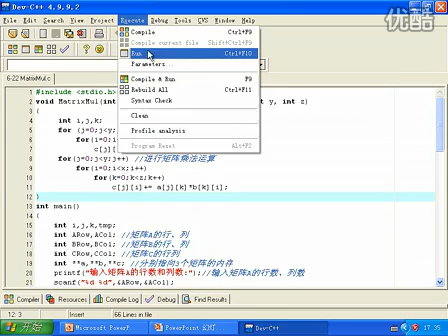 Dev-C++ 4.9.9.2
YOUKU
File Edit Search View Project Execute Debug Tools CVS Window Help
Compile Ctrl+F9
Compile current file Shift+Ctrl+F9
Run Ctrl+F10
Parameters...
Compile & Run F9
Rebuild All Ctrl+F11
Syntax Check
Clean
Profile analysis
Program Reset Alt+F2
New Insert
6-22 MatrixMul.c
#include <stdio.h>
void MatrixMul(int y, int z)
int i,j,k;
for (j=0;j<y;
for(i=0;i
c[j][i]
for(j=0;j<y;j++) //进行矩阵乘法运算
for(i=0;i<x;i++)
for(k=0;k<z;k++)
c[j][i]+= a[j][k]*b[k][i];
}
int main()
{
int i,j,k,tmp;
int ARow,ACol; //矩阵A的行、列
int BRow,BCol; //矩阵B的行、列
int CRow,CCol; //矩阵C的行、列
int **a,**b,**c; //分别指向3个矩阵的内存
printf("输入矩阵A的行数和列数:");//输入矩阵A的行数、列数
scanf("%d %d",&ARow,&ACol);
Compiler Resources Compile Log Debug Find Results
12: 1 Insert 66 Lines in file
开始 Microsoft PowerP... PowerPoint 幻灯... Dev-C++ 17:35